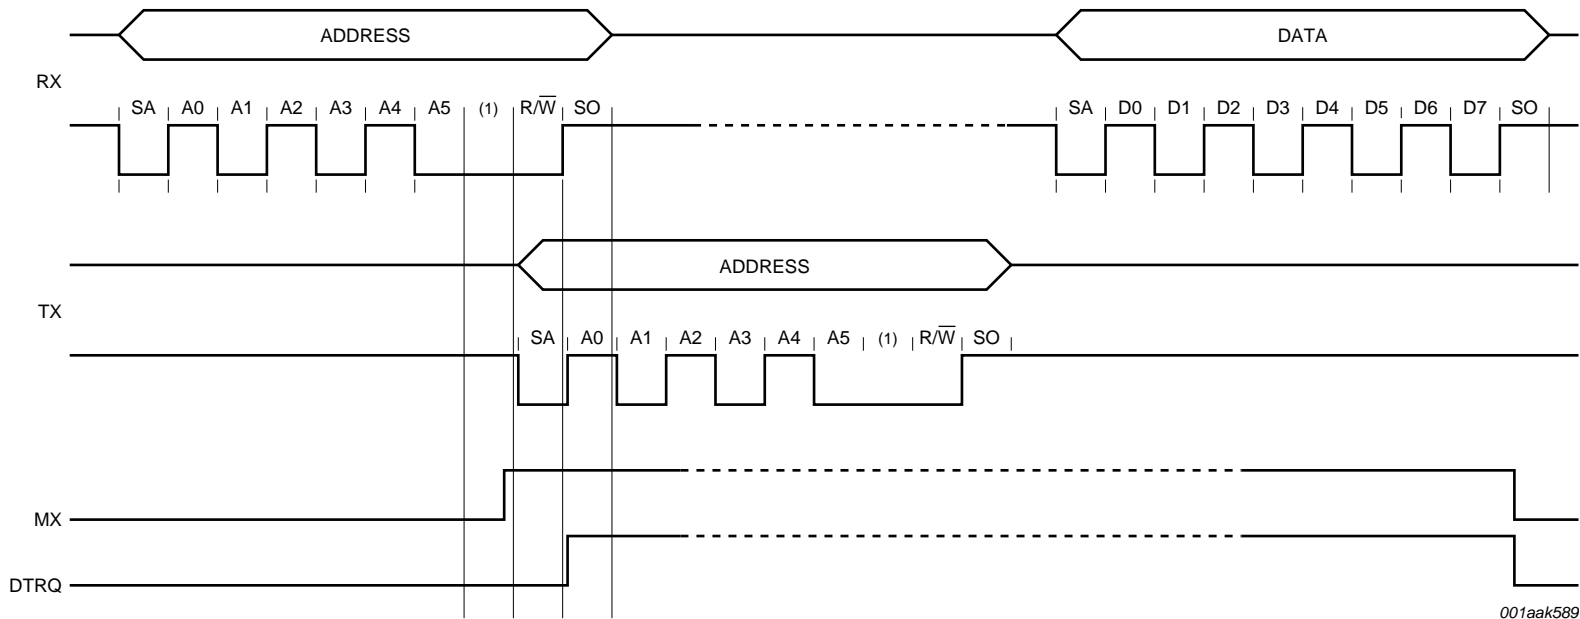 ADDRESS DATA
RX
SA A0 A1 A2 A3 A4 A5 (1) R/W̅ SO SA D0 D1 D2 D3 D4 D5 D6 D7 SO
ADDRESS
TX
SA A0 A1 A2 A3 A4 A5 (1) R/W̅ SO
MX
DTRQ
001aak589